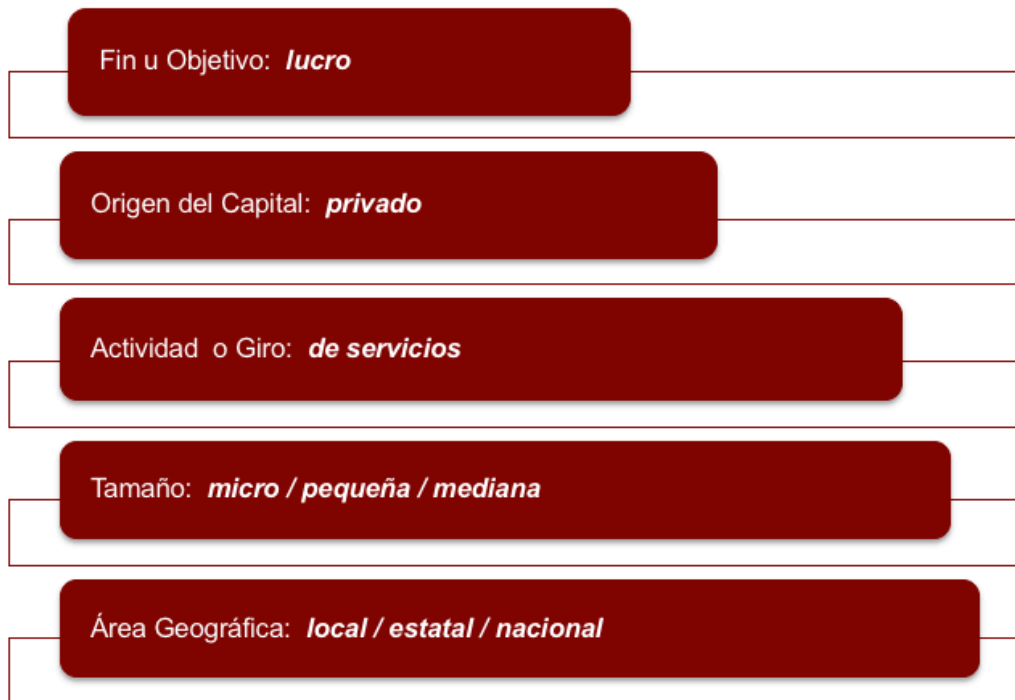 Fin u Objetivo: lucro
Origen del Capital: privado
Actividad o Giro: de servicios
Tamaño: micro / pequeña / mediana
Área Geográfica: local / estatal / nacional